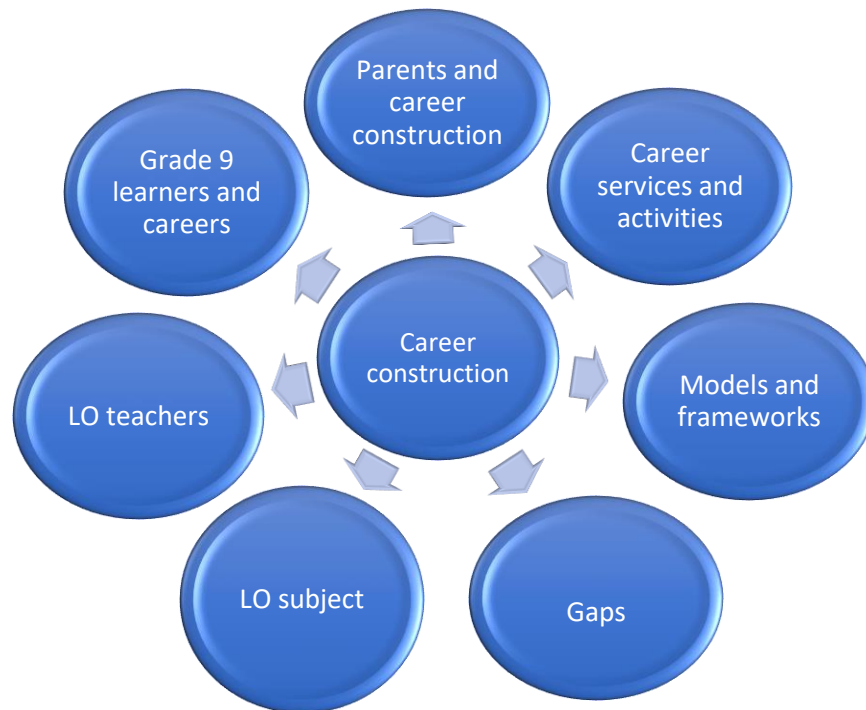 Parents and
career
construction
Career
services and
activities
Models and
frameworks
Gaps
LO subject
LO teachers
Grade 9
learners and
careers
Career
construction